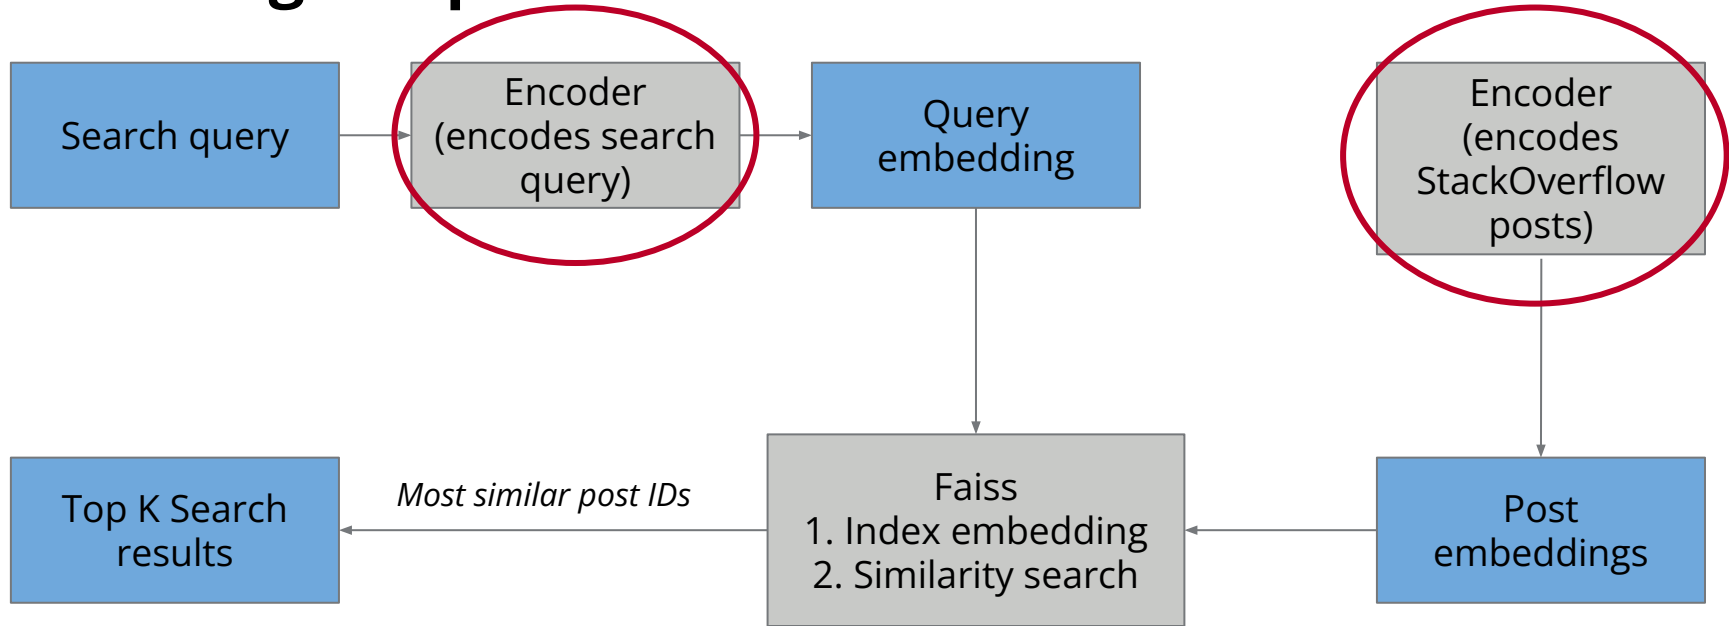 Search query
Encoder
(encodes search
query)
Query
embedding
Encoder
(encodes
StackOverflow
posts)
Top K Search
results
Most similar post IDs
Faiss
1. Index embedding
2. Similarity search
Post
embeddings